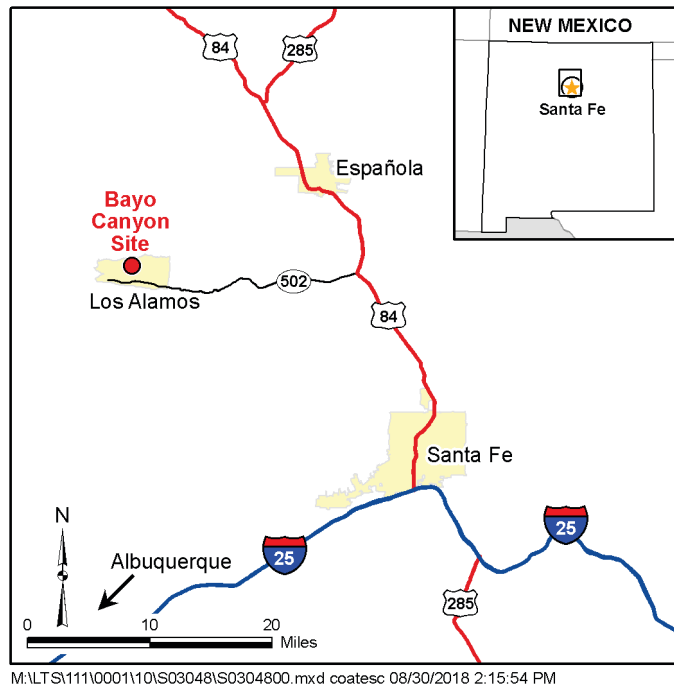 NEW MEXICO
Santa Fe
84
285
Española
Bayo
Canyon
Site
Los Alamos
502
84
Santa Fe
N
Albuquerque
25
25
285
0 10 20
Miles
M:\LTS\111\0001\10\S03048\S0304800.mxd coatesc 08/30/2018 2:15:54 PM